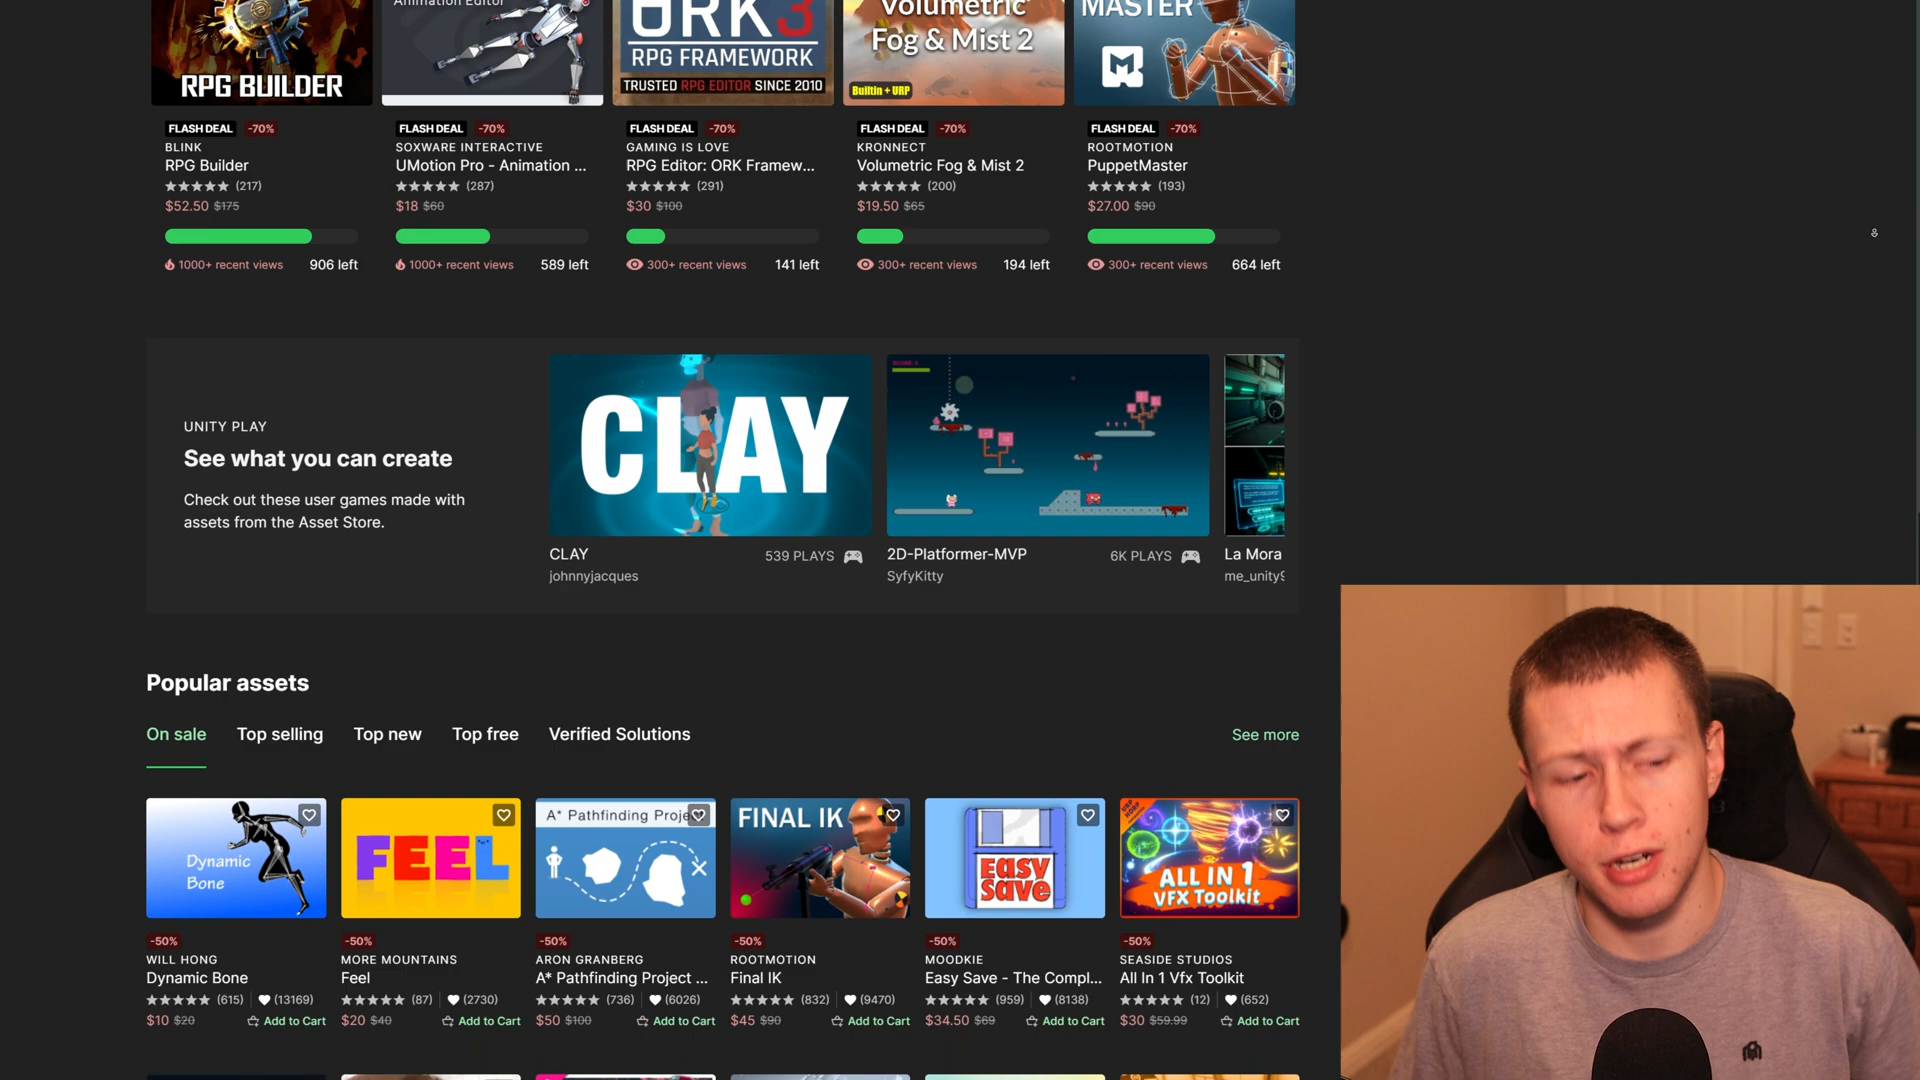 Animation Editor
ORK3
Volumetric
MASTER
Fog & Mist 2
RPG FRAMEWORK
RPG BUILDER
TRUSTED RPG EDITOR SINCE 2010
Builtin + URP
FLASH DEAL -70%
BLINK
RPG Builder
(217)
$52.50 $175
1000+ recent views 906 left
FLASH DEAL -70%
SOXWARE INTERACTIVE
UMotion Pro - Animation ...
(287)
$18 $60
1000+ recent views 589 left
FLASH DEAL -70%
GAMING IS LOVE
RPG Editor: ORK Framew...
(291)
$30 $100
300+ recent views 141 left
FLASH DEAL -70%
KRONNECT
Volumetric Fog & Mist 2
(200)
$19.50 $65
300+ recent views 194 left
FLASH DEAL -70%
ROOTMOTION
PuppetMaster
(193)
$27.00 $90
300+ recent views 664 left
UNITY PLAY
See what you can create
Check out these user games made with
assets from the Asset Store.
CLAY
CLAY 539 PLAYS
johnnyjacques
2D-Platformer-MVP 6K PLAYS
SyfyKitty
La Mora
me_unity9
Popular assets
On sale Top selling Top new Top free Verified Solutions See more
Dynamic
Bone
-50%
WILL HONG
Dynamic Bone
(615) (13169)
$10 $20 Add to Cart
FEEL
-50%
MORE MOUNTAINS
Feel
(87) (2730)
$20 $40 Add to Cart
A* Pathfinding Project
-50%
ARON GRANBERG
A* Pathfinding Project ...
(736) (6026)
$50 $100 Add to Cart
FINAL IK
-50%
ROOTMOTION
Final IK
(832) (9470)
$45 $90 Add to Cart
Easy
save
-50%
MOODKIE
Easy Save - The Compl...
(959) (8138)
$34.50 $69 Add to Cart
URP
HDRP
ALL IN 1
VFX Toolkit
-50%
SEASIDE STUDIOS
All In 1 Vfx Toolkit
(12) (652)
$30 $59.99 Add to Cart